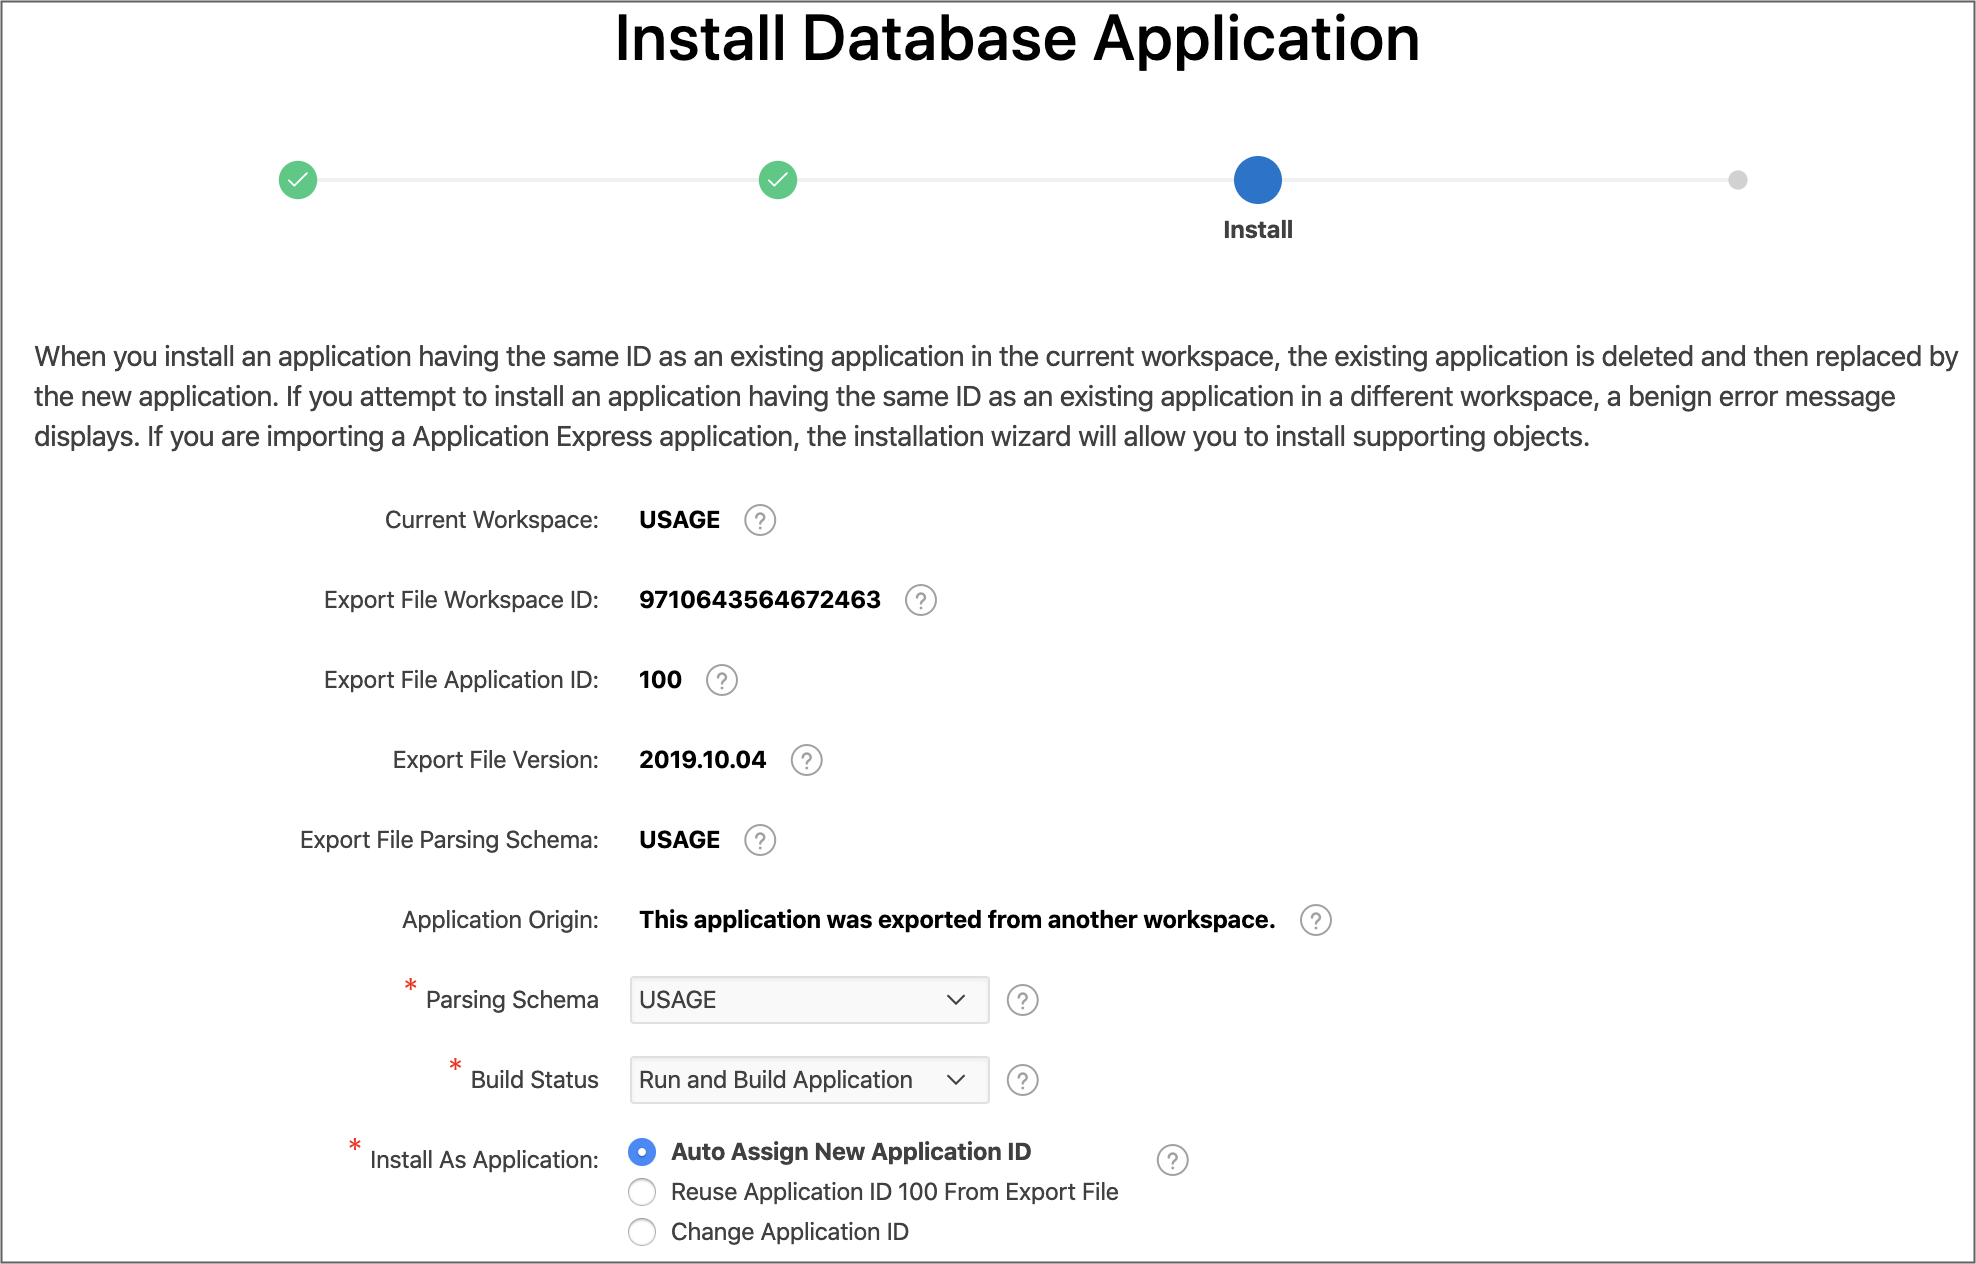 Install Database Application
Install
When you install an application having the same ID as an existing application in the current workspace, the existing application is deleted and then replaced by
the new application. If you attempt to install an application having the same ID as an existing application in a different workspace, a benign error message
displays. If you are importing a Application Express application, the installation wizard will allow you to install supporting objects.
Current Workspace: USAGE ?
Export File Workspace ID: 9710643564672463 ?
Export File Application ID: 100 ?
Export File Version: 2019.10.04 ?
Export File Parsing Schema: USAGE ?
Application Origin: This application was exported from another workspace. ?
* Parsing Schema USAGE ?
* Build Status Run and Build Application ?
* Install As Application: Auto Assign New Application ID ?
Reuse Application ID 100 From Export File
Change Application ID